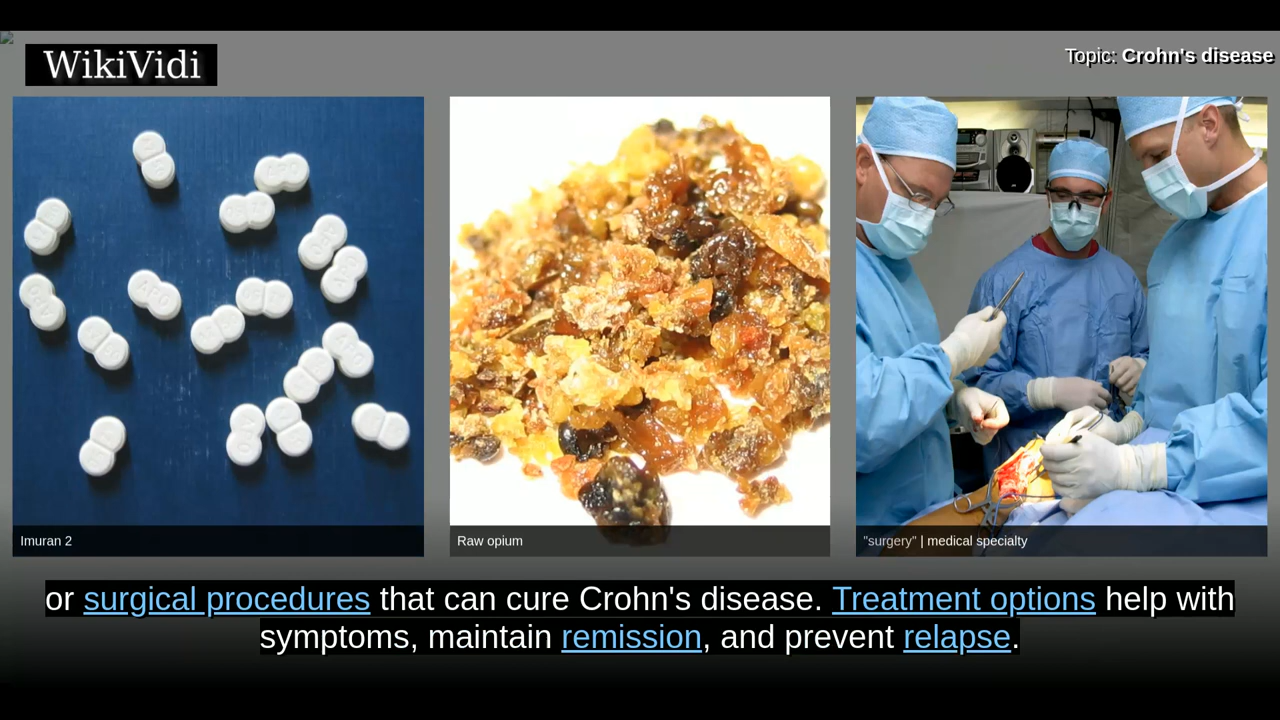 WikiVidi
Topic: Crohn's disease
Imuran 2
Raw opium
"surgery" | medical specialty
or surgical procedures that can cure Crohn's disease. Treatment options help with
symptoms, maintain remission, and prevent relapse.